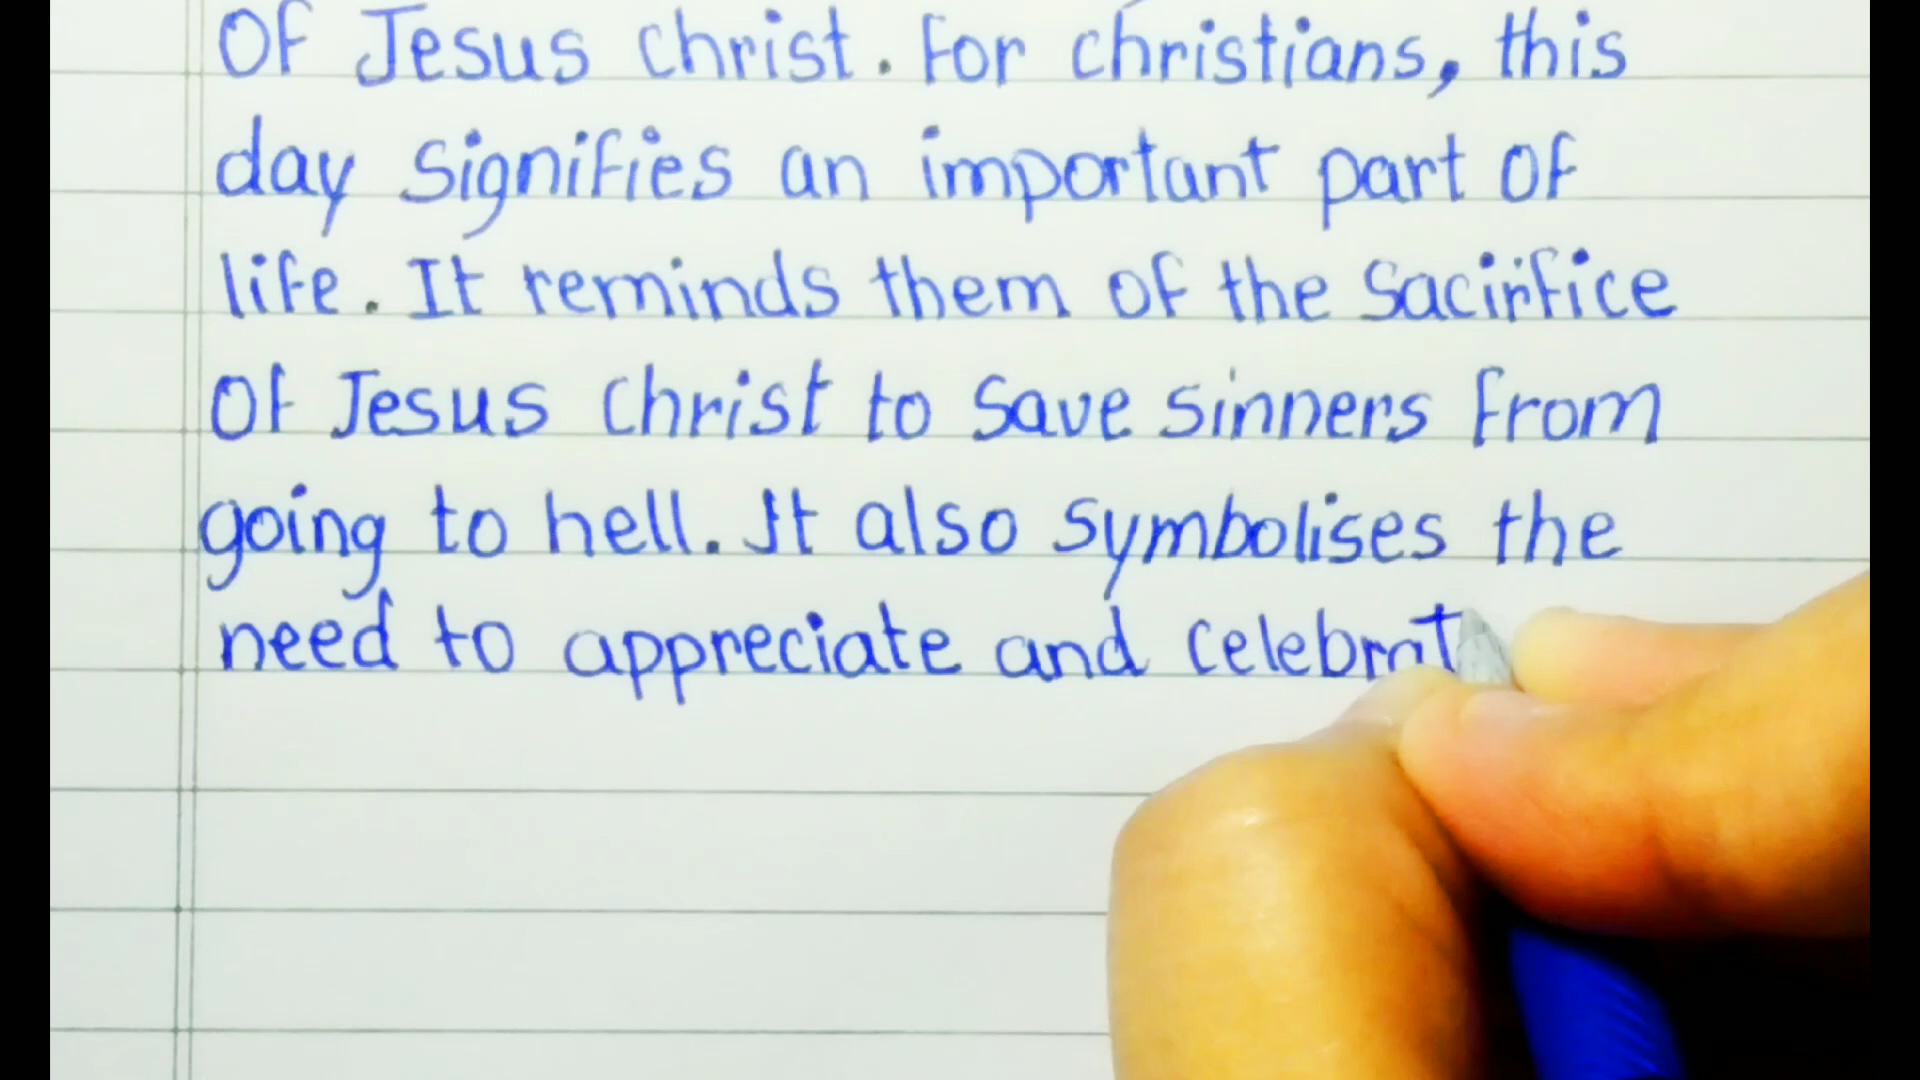 Of Jesus Christ. For christians, this
day signifies an important part of
life. It reminds them of the Sacirfice
Of Jesus Christ to Save sinners from
going to hell. It also symbolises the
need to appreciate and celebrat